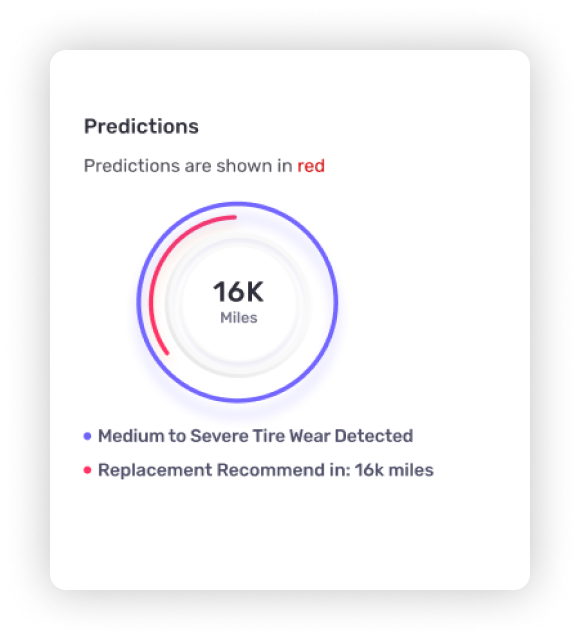 Predictions
Predictions are shown in red
16K
Miles
Medium to Severe Tire Wear Detected
Replacement Recommend in: 16k miles